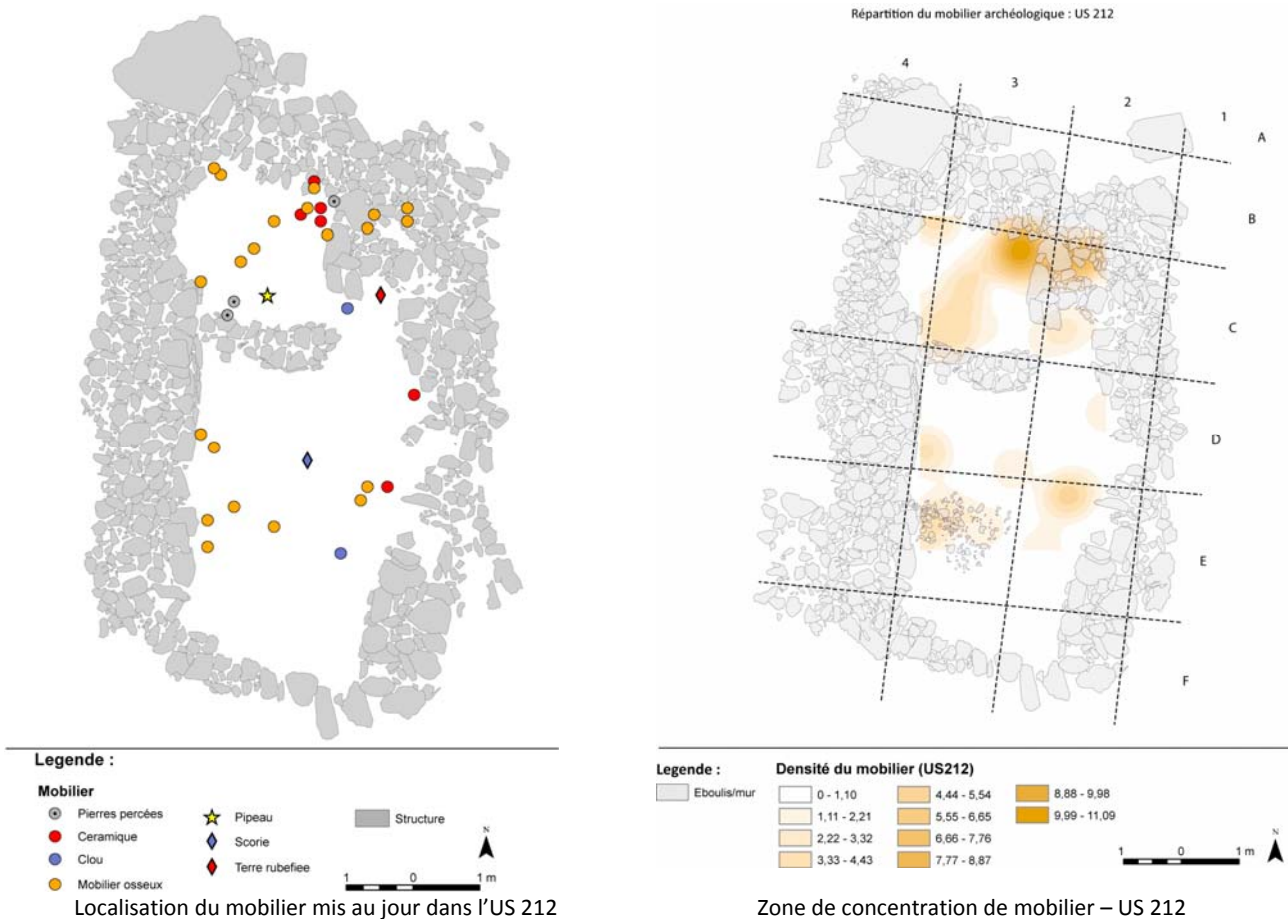 Répartition du mobilier archéologique : US 212
4
3
2
1
A
B
C
D
E
F
Legende :
Mobilier
Pierres percées
Ceramique
Clou
Mobilier osseux
Pipeau
Scorie
Terre rubefiee
Structure
N
1 0 1 m
Localisation du mobilier mis au jour dans l'US 212
Legende :
Eboulis/mur
Densité du mobilier (US212)
0 - 1,10
1,11 - 2,21
2,22 - 3,32
3,33 - 4,43
4,44 - 5,54
5,55 - 6,65
6,66 - 7,76
7,77 - 8,87
8,88 - 9,98
9,99 - 11,09
N
1 0 1 m
Zone de concentration de mobilier – US 212